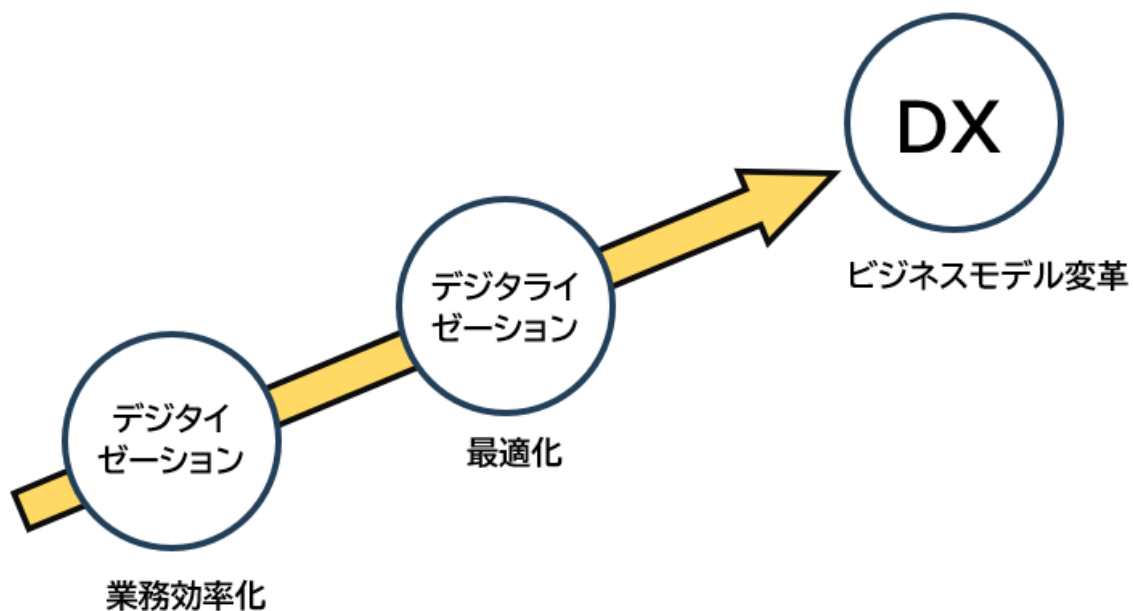 DX
ビジネスモデル変革
デジタライ
ゼーション
最適化
デジタイ
ゼーション
業務効率化